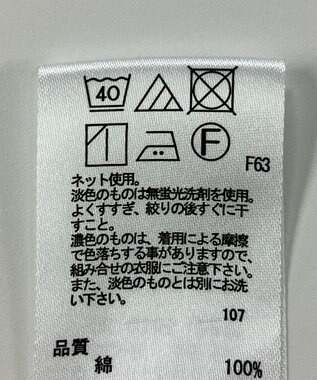 40
F
F63
ネット使用。
淡色のものは無蛍光洗剤を使用。
よくすすぎ、絞りの後すぐに干
すこと。
濃色のものは、着用による摩擦
で色落ちする事がありますので、
組み合せの衣服にご注意下さい。
また、淡色のものとは別にお洗
い下さい。
107
品質
綿 100%